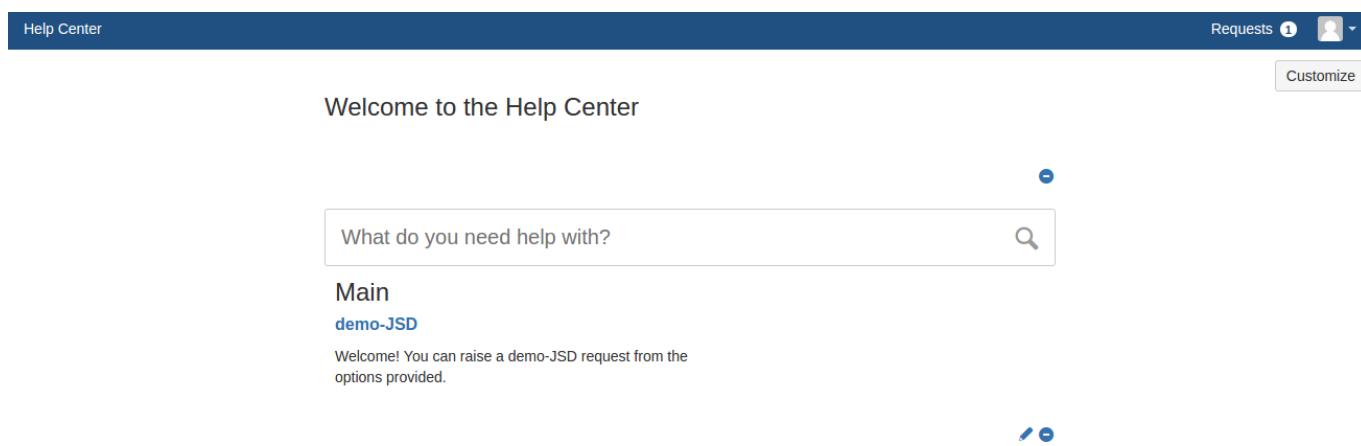 Help Center
Requests 1
Customize
Welcome to the Help Center
What do you need help with?
Main
demo-JSD
Welcome! You can raise a demo-JSD request from the
options provided.